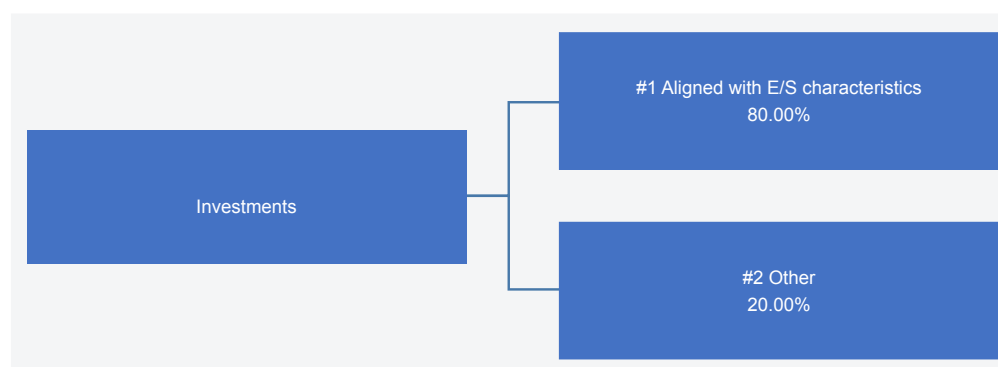 #1 Aligned with E/S characteristics
80.00%
Investments
#2 Other
20.00%